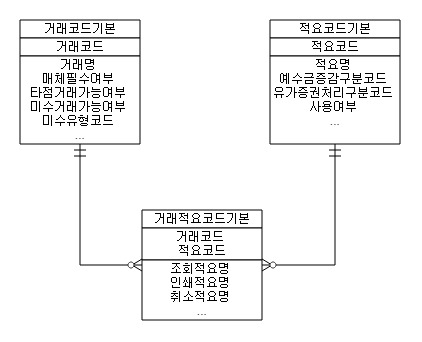 거래코드기본
거래코드
거래명
매체필수여부
타점거래가능여부
미수거래가능여부
미수유형코드
...
적요코드기본
적요코드
적요명
예수금증감구분코드
유가증권처리구분코드
사용여부
...
거래적요코드기본
거래코드
적요코드
조회적요명
인쇄적요명
취소적요명
...